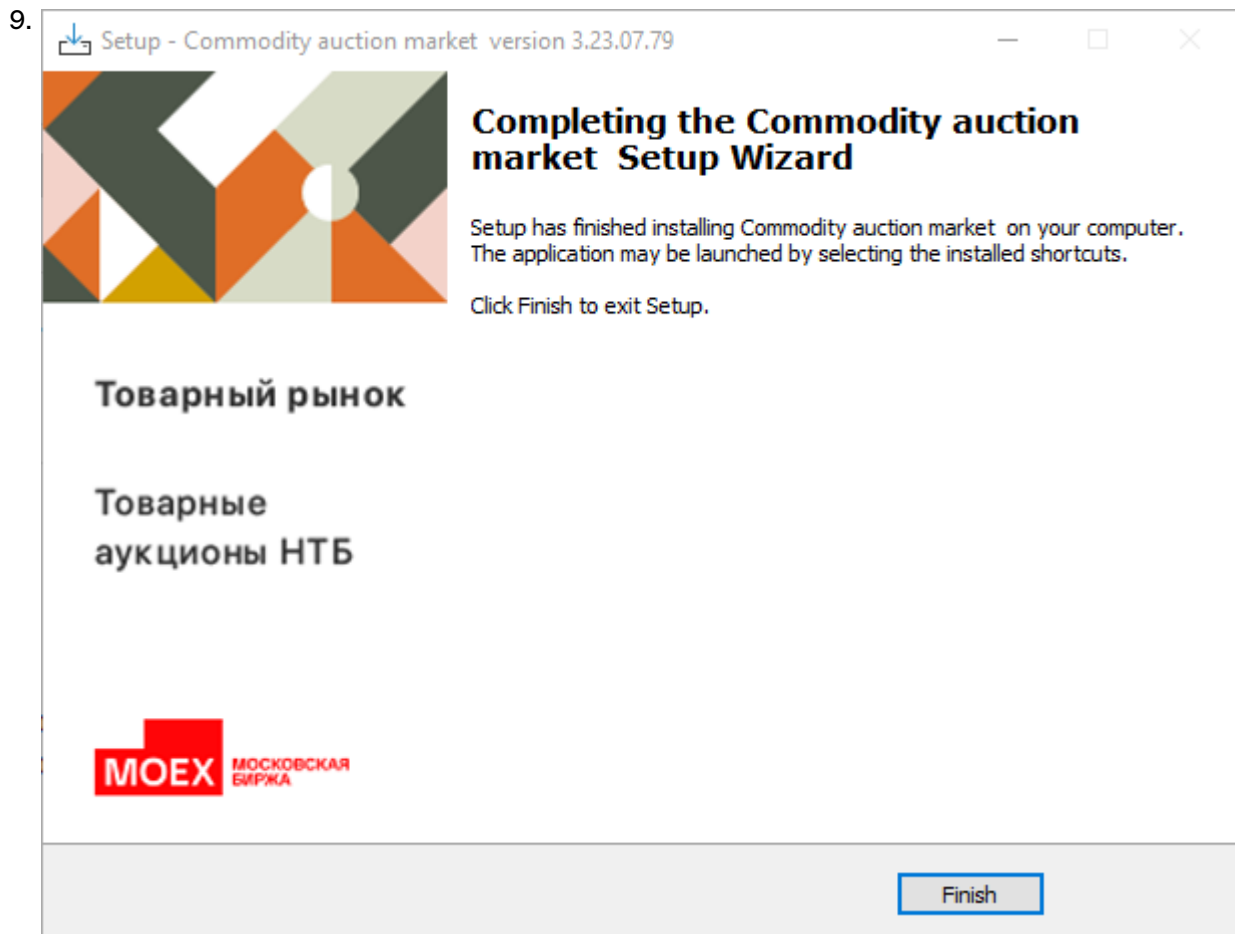 9.
Setup - Commodity auction market  version 3.23.07.79
Completing the Commodity auction
market  Setup Wizard
Setup has finished installing Commodity auction market  on your computer.
The application may be launched by selecting the installed shortcuts.
Click Finish to exit Setup.
Товарный рынок
Товарные
аукционы НТБ
MOEX
МОСКОВСКАЯ
БИРЖА
Finish